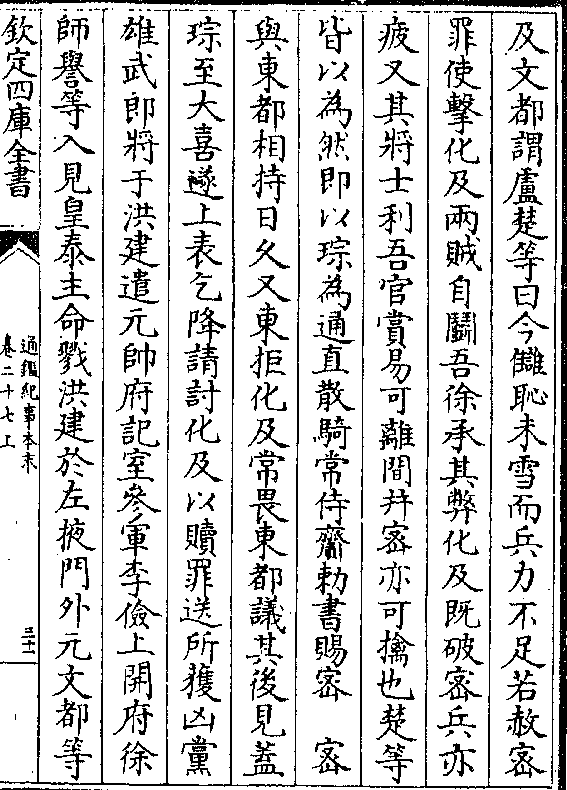 及文都謂盧楚等曰今讎恥未雪而兵力不足若赦密
罪使擊化及兩賊自鬭吾徐承其弊化及既破密兵亦
疲又其將士利吾官賞易可離間并密亦可擒也楚等
皆以為然即以琮為通直散騎常侍齎勅書賜密　密
與東都相持日久又東拒化及常畏東都議其後見蓋
琮至大喜遂上表乞降請討化及以贖罪送所獲凶黨
雄武郎將于洪建遣元帥府記室參軍李儉上開府徐
師譽等入見皇泰主命戮洪建於左掖門外元文都等
欽定四庫全書
通鑑紀事本末
卷二十七上